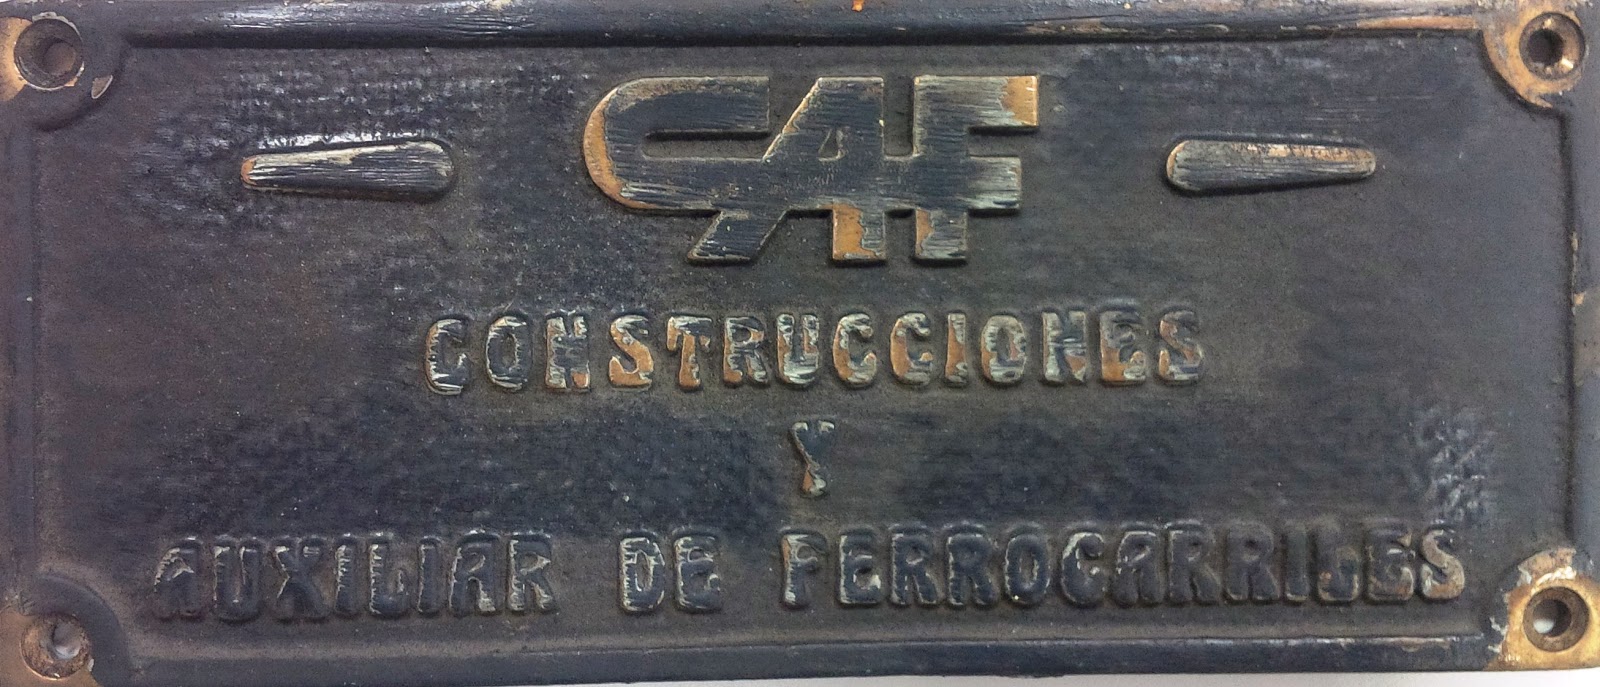 CAF
CONSTRUCCIONES
Y
AUXILIAR DE FERROCARRILES